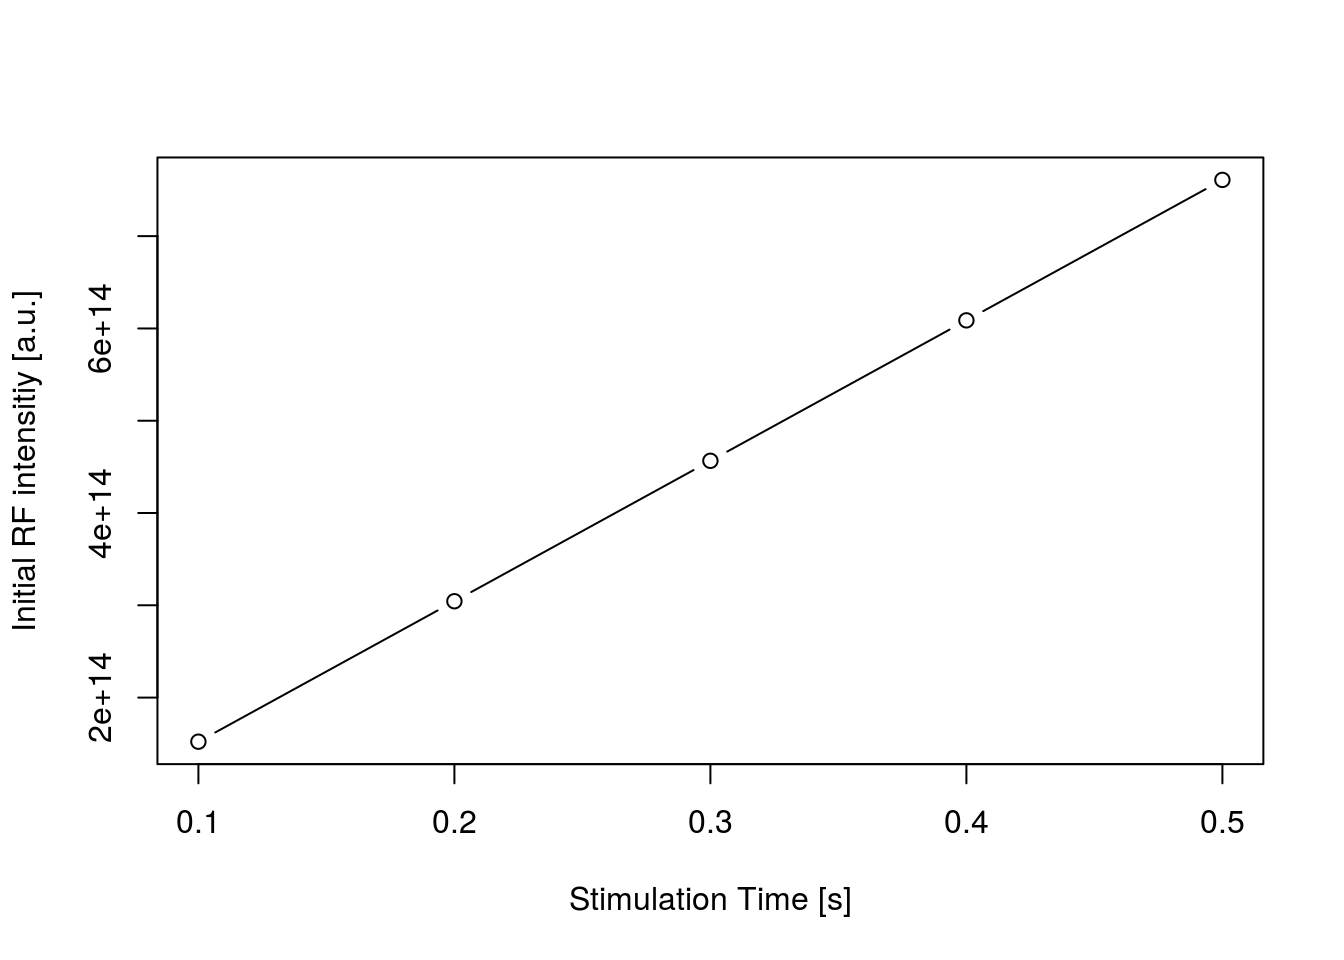 Initial RF intensitiy [a.u.]
6e+14
4e+14
2e+14
0.1 0.2 0.3 0.4 0.5
Stimulation Time [s]